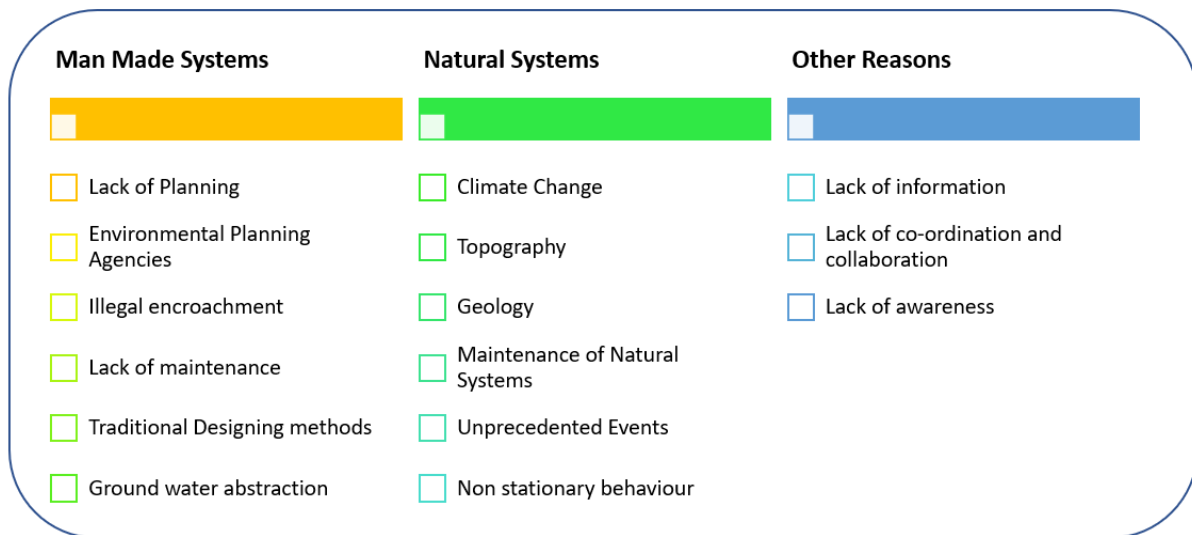 Man Made Systems
Lack of Planning
Environmental Planning
Agencies
Illegal encroachment
Lack of maintenance
Traditional Designing methods
Ground water abstraction
Natural Systems
Climate Change
Topography
Geology
Maintenance of Natural
Systems
Unprecedented Events
Non stationary behaviour
Other Reasons
Lack of information
Lack of co-ordination and
collaboration
Lack of awareness